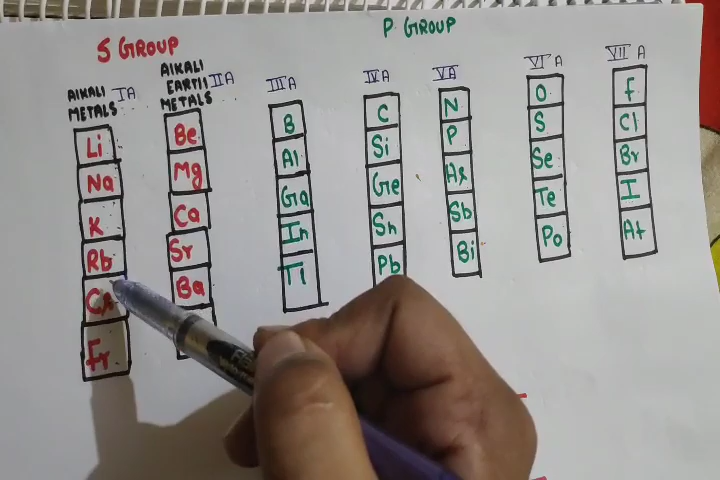 S GROUP
P GROUP
AlKALI
METALS IA
AlKALI
EARTH
METALS IIA
IIIA
IVA
VA
VIA
VIIA
Li
Na
K
Rb
Cs
Fr
Be
Mg
Ca
Sr
Ba
B
Al
Ga
In
Tl
C
Si
Ge
Sn
Pb
N
P
As
Sb
Bi
O
S
Se
Te
Po
F
Cl
Br
I
At